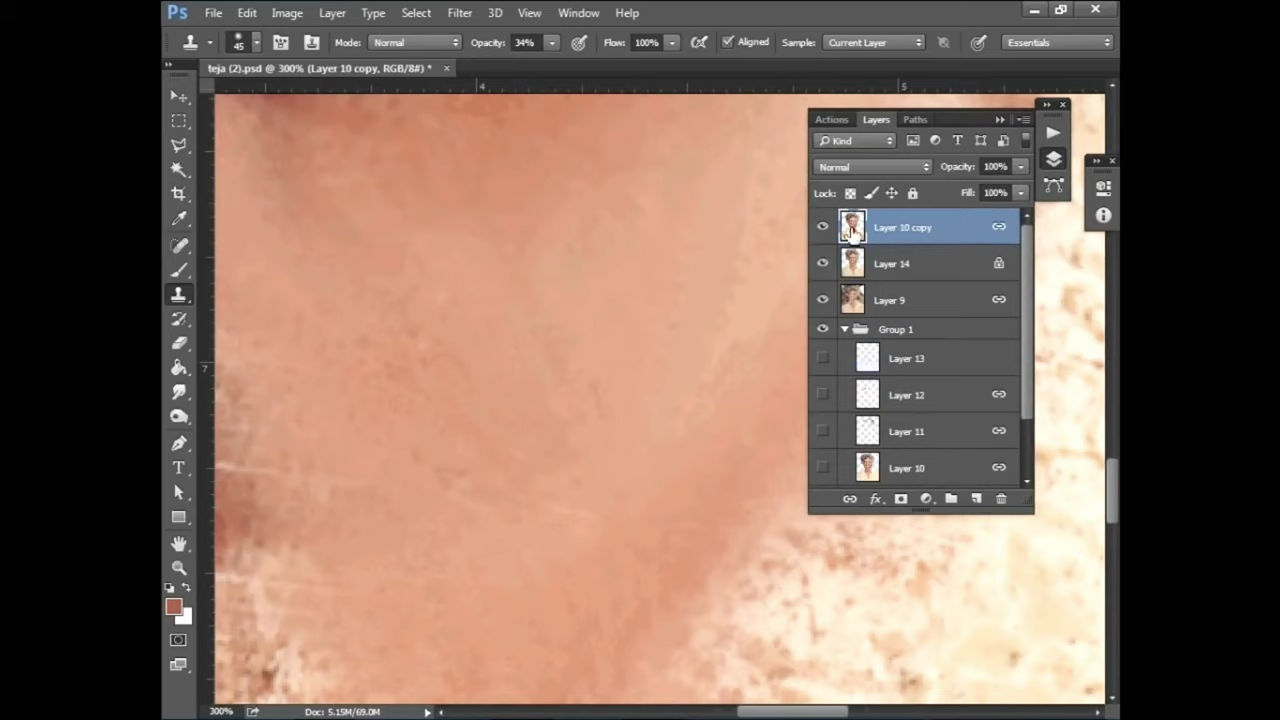 Ps File Edit Image Layer Type Select Filter 3D View Window Help
45 Mode: Normal Opacity: 34% Flow: 100% Aligned Sample: Current Layer Essentials
teja (2).psd @ 300% (Layer 10 copy, RGB/8#) * ×
4 5
7
Actions Layers Paths
Kind T
Normal Opacity: 100%
Lock: Fill: 100%
Layer 10 copy
Layer 14
Layer 9
Group 1
Layer 13
Layer 12
Layer 11
Layer 10
fx
T
300% Doc: 5.15M/69.0M